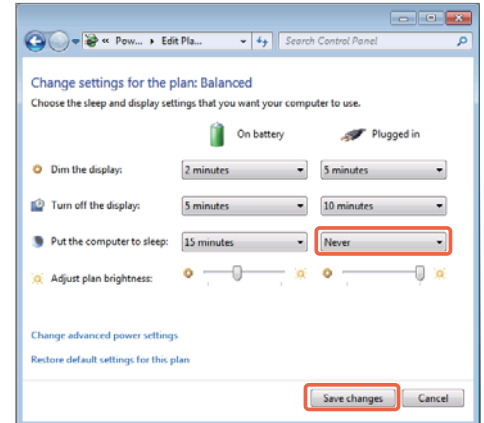 « Pow... ▸ Edit Pla... Search Control Panel
Change settings for the plan: Balanced
Choose the sleep and display settings that you want your computer to use.
On battery Plugged in
Dim the display: 2 minutes 5 minutes
Turn off the display: 5 minutes 10 minutes
Put the computer to sleep: 15 minutes Never
Adjust plan brightness:
Change advanced power settings
Restore default settings for this plan
Save changes Cancel